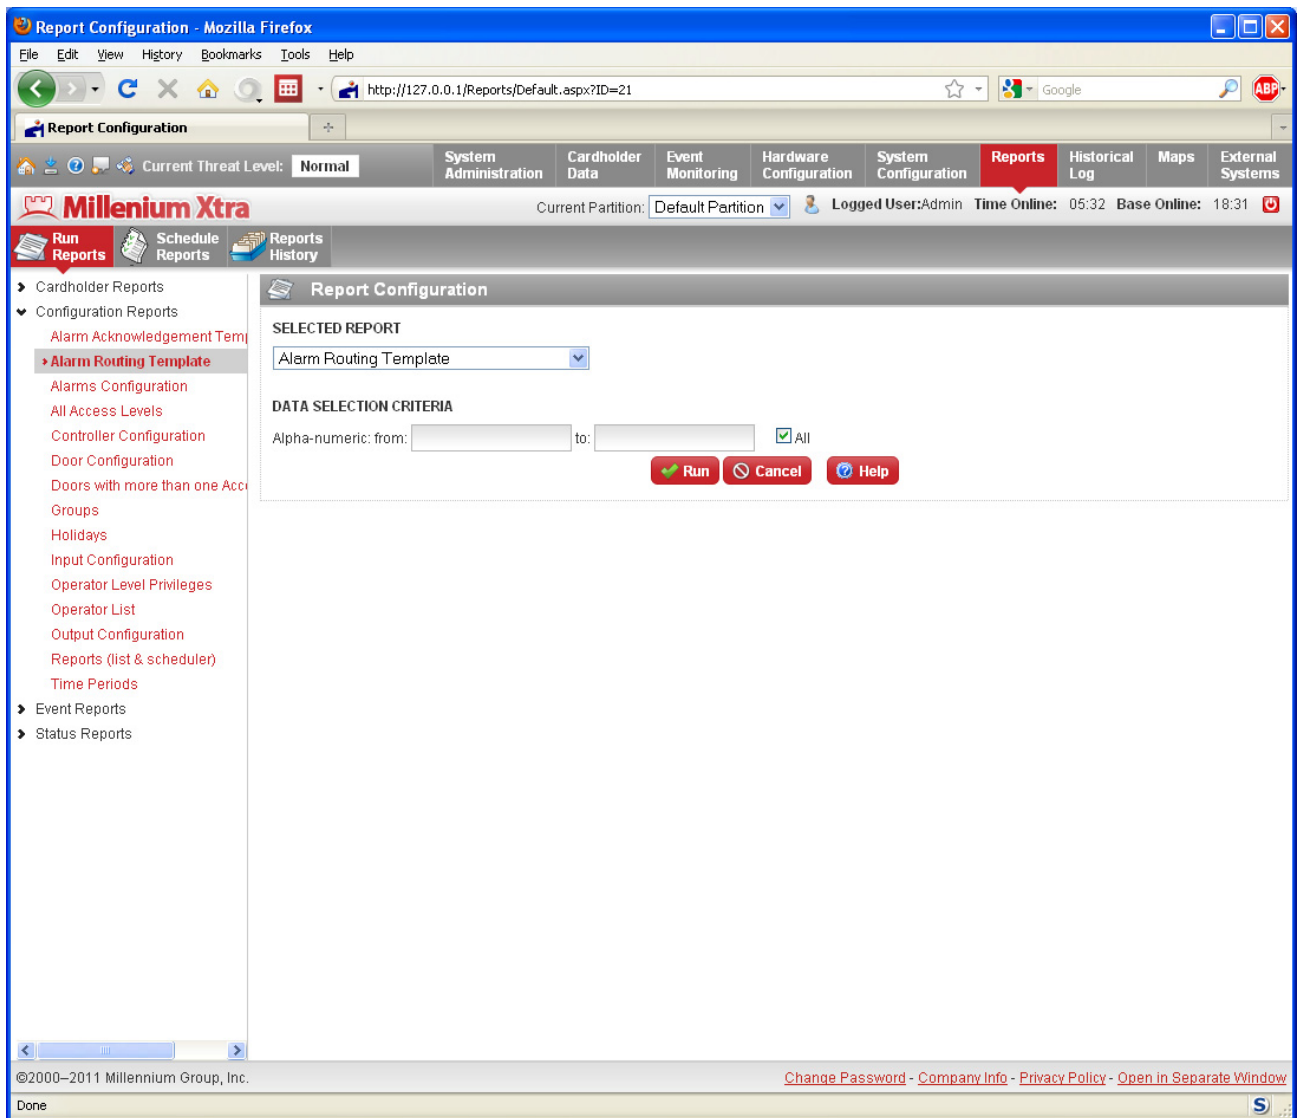 Report Configuration - Mozilla Firefox
File Edit View History Bookmarks Tools Help
http://127.0.0.1/Reports/Default.aspx?ID=21
Google
ABP
Report Configuration
Current Threat Level: Normal
System Administration
Cardholder Data
Event Monitoring
Hardware Configuration
System Configuration
Reports
Historical Log
Maps
External Systems
Millenium Xtra
Current Partition: Default Partition
Logged User:Admin Time Online: 05:32 Base Online: 18:31
Run Reports
Schedule Reports
Reports History
Cardholder Reports
Configuration Reports
Alarm Acknowledgement Temp
Alarm Routing Template
Alarms Configuration
All Access Levels
Controller Configuration
Door Configuration
Doors with more than one Acc
Groups
Holidays
Input Configuration
Operator Level Privileges
Operator List
Output Configuration
Reports (list & scheduler)
Time Periods
Event Reports
Status Reports
Report Configuration
SELECTED REPORT
Alarm Routing Template
DATA SELECTION CRITERIA
Alpha-numeric: from: to: All
Run Cancel Help
©2000–2011 Millennium Group, Inc.
Change Password - Company Info - Privacy Policy - Open in Separate Window
Done
S